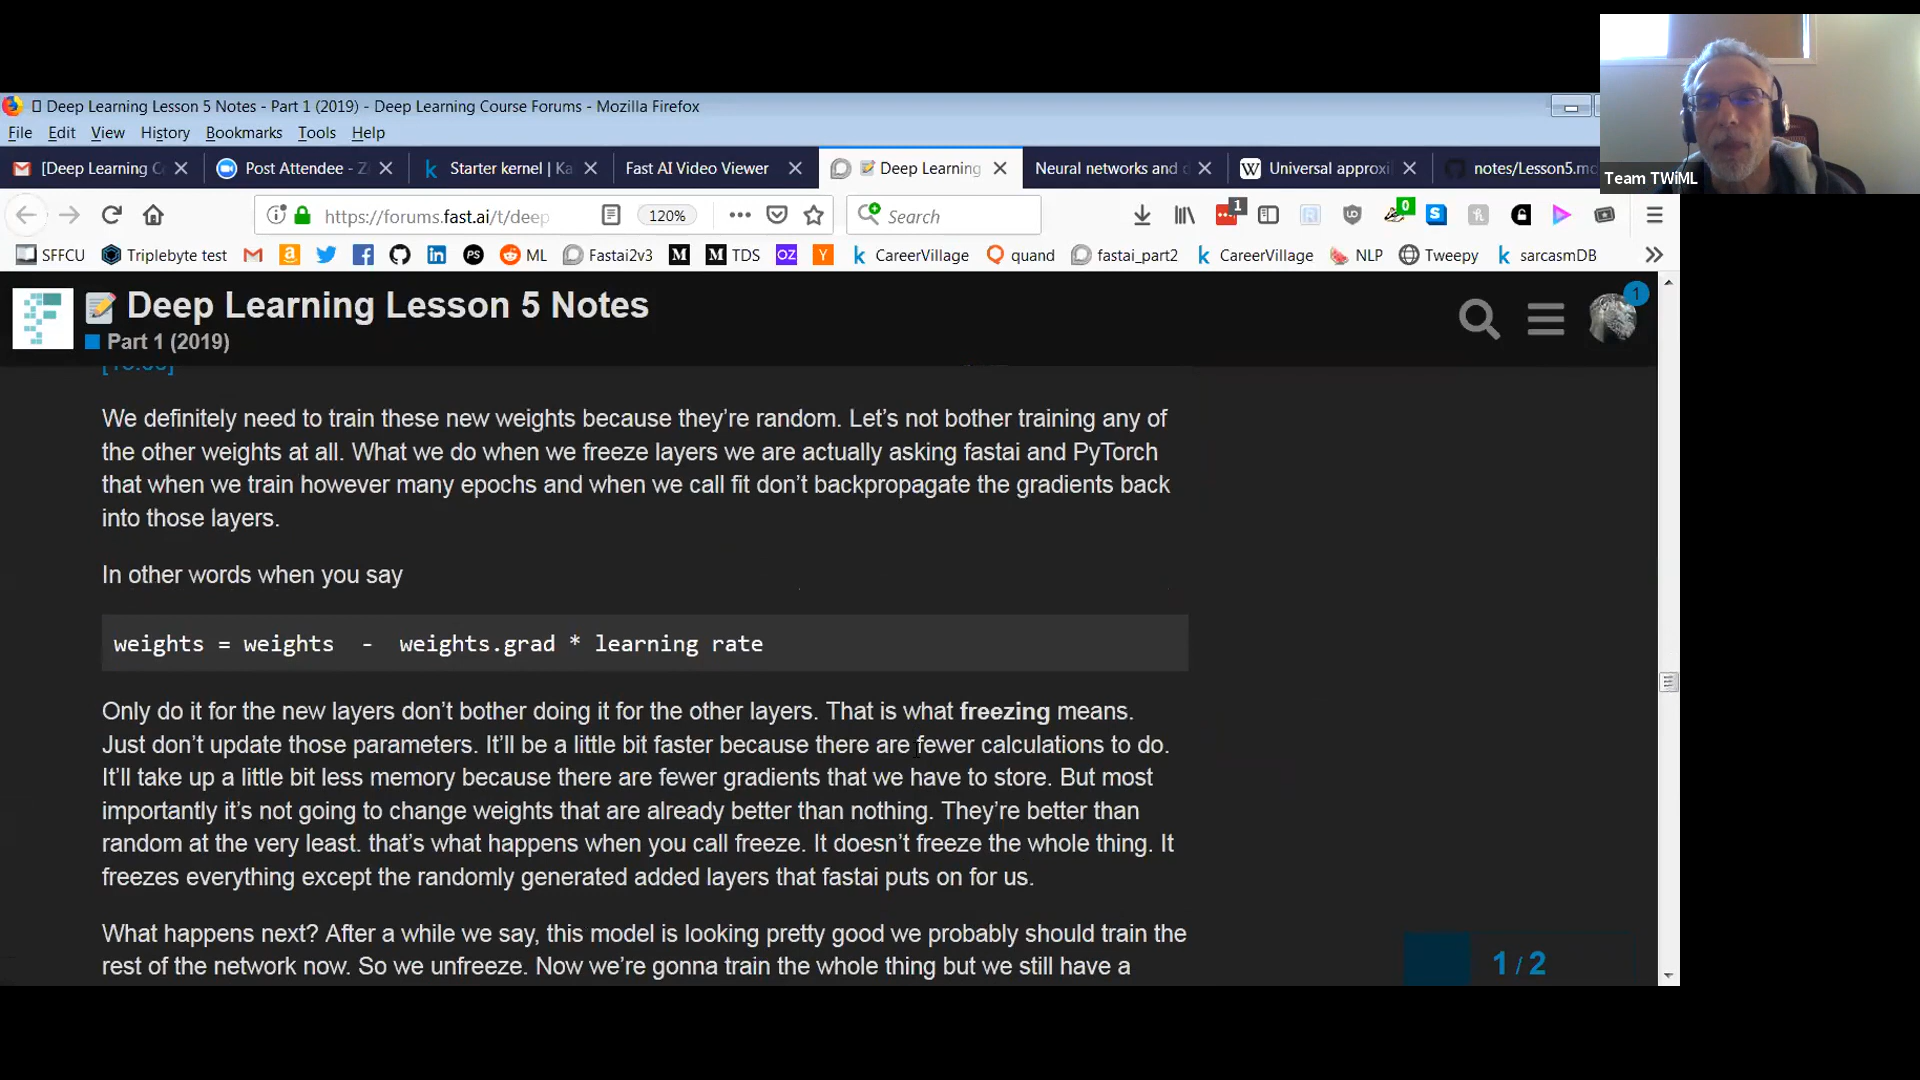 Deep Learning Lesson 5 Notes - Part 1 (2019) - Deep Learning Course Forums - Mozilla Firefox
File Edit View History Bookmarks Tools Help
[Deep Learning C Post Attendee - Z Starter kernel | Ka Fast AI Video Viewer Deep Learning Neural networks and d Universal approxi notes/Lesson5.m
Team TWiML
https://forums.fast.ai/t/deep 120% Search 1 0
SFFCU Triplebyte test ML Fastai2v3 TDS OZ CareerVillage quand fastai_part2 CareerVillage NLP Tweepy sarcasmDB
Deep Learning Lesson 5 Notes 1
Part 1 (2019)
We definitely need to train these new weights because they’re random. Let’s not bother training any of
the other weights at all. What we do when we freeze layers we are actually asking fastai and PyTorch
that when we train however many epochs and when we call fit don’t backpropagate the gradients back
into those layers.
In other words when you say
weights = weights - weights.grad * learning rate
Only do it for the new layers don’t bother doing it for the other layers. That is what freezing means.
Just don’t update those parameters. It’ll be a little bit faster because there are fewer calculations to do.
It’ll take up a little bit less memory because there are fewer gradients that we have to store. But most
importantly it’s not going to change weights that are already better than nothing. They’re better than
random at the very least. that’s what happens when you call freeze. It doesn’t freeze the whole thing. It
freezes everything except the randomly generated added layers that fastai puts on for us.
What happens next? After a while we say, this model is looking pretty good we probably should train the
rest of the network now. So we unfreeze. Now we’re gonna train the whole thing but we still have a
1 / 2